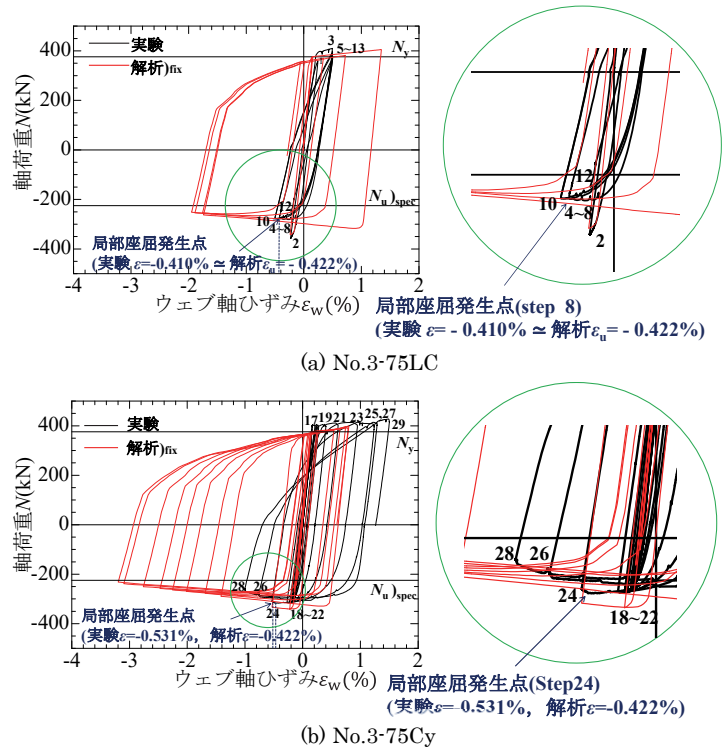 実験
解析)fix
3
5~13
Ny
400
200
0
-200
-400
軸荷重N(kN)
Nu)spec
12
10
4~8
2
局部座屈発生点
(実験 ε=-0.410% ≃ 解析εu= - 0.422%)
-4 -3 -2 -1 0 1 2
ウェブ軸ひずみεw(%)
12
10
4~8
2
局部座屈発生点(step 8)
(実験 ε= - 0.410% ≃ 解析εu= - 0.422%)
(a) No.3-75LC
実験
解析)fix
17 19 21 23 25,27
29
Ny
400
200
0
-200
-400
軸荷重N(kN)
Nu)spec
28 26
24 18~22
局部座屈発生点
(実験ε=-0.531%, 解析ε=-0.422%)
-4 -3 -2 -1 0 1 2
ウェブ軸ひずみεw(%)
28 26
24
18~22
局部座屈発生点(Step24)
(実験ε=-0.531%, 解析ε=-0.422%)
(b) No.3-75Cy